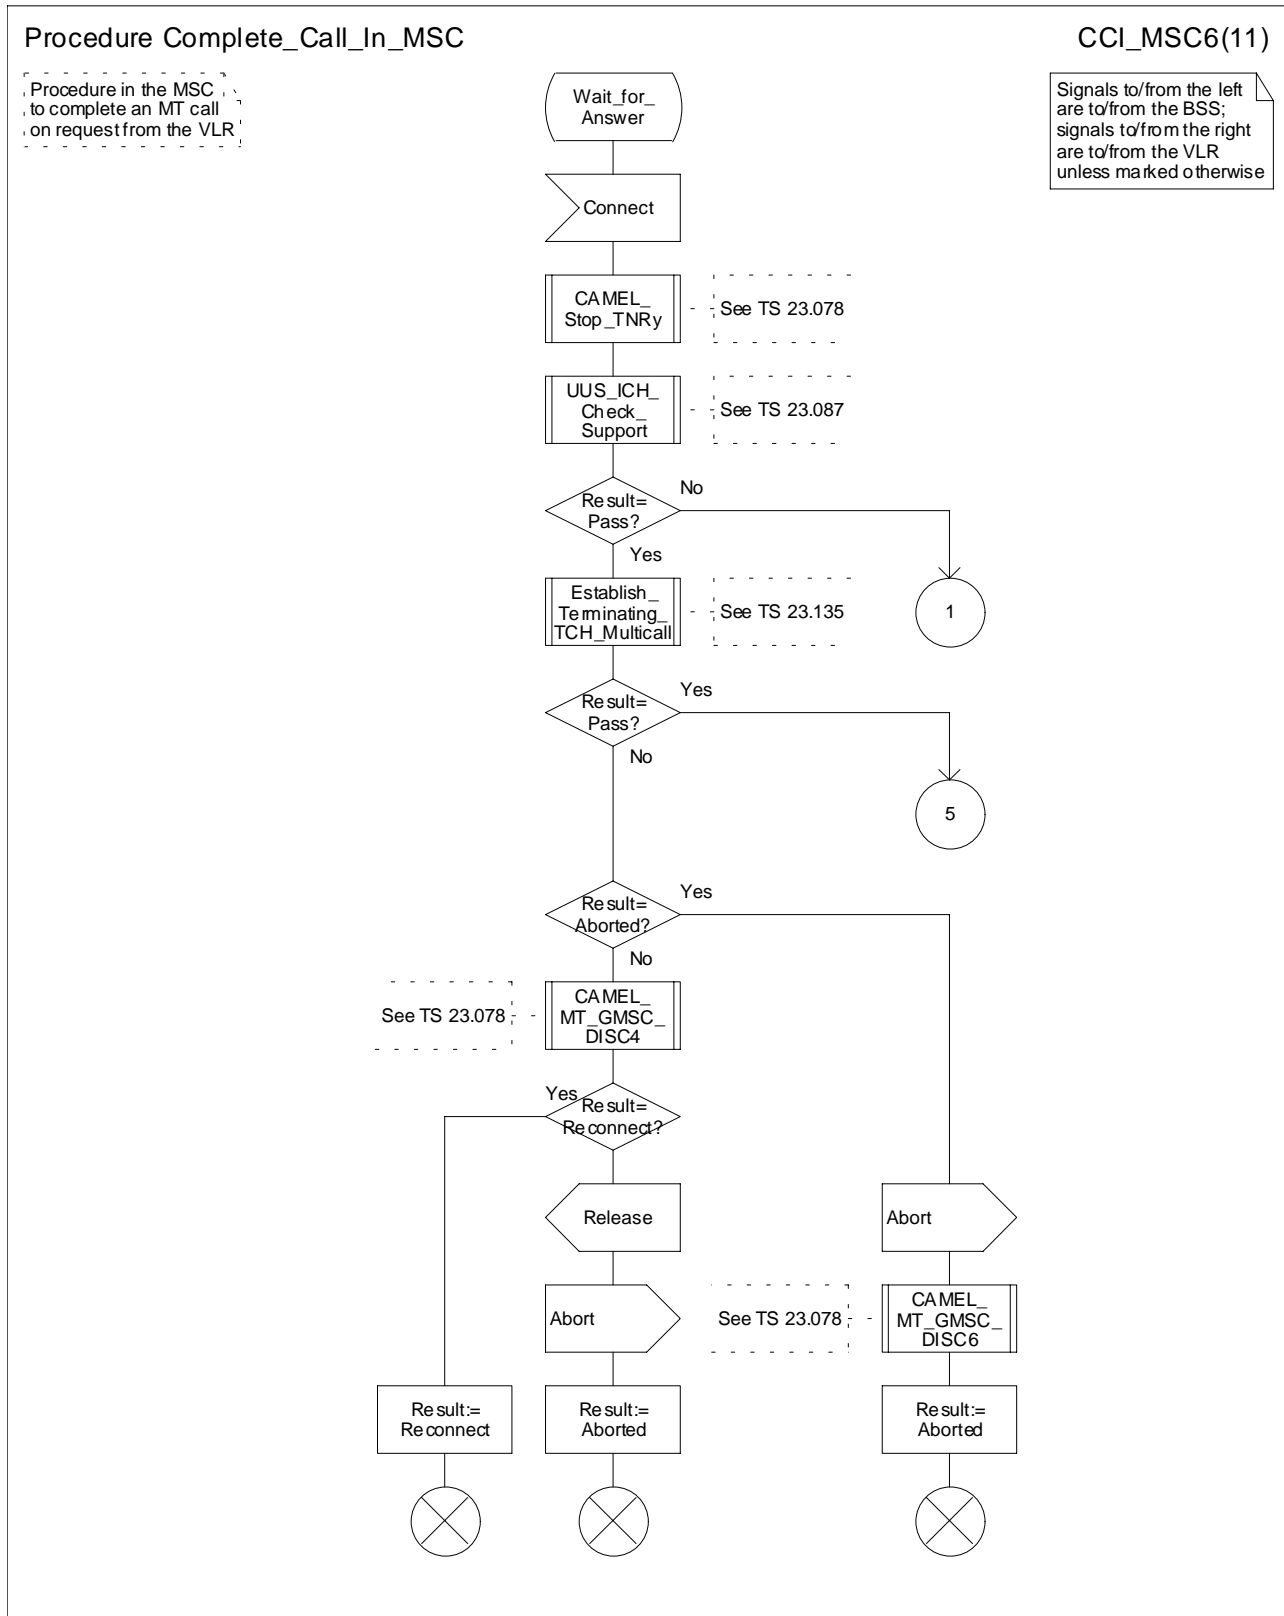 Procedure Complete_Call_In_MSC
CCI_MSC6(11)
Procedure in the MSC
to complete an MT call
on request from the VLR
Signals to/from the left
are to/from the BSS;
signals to/from the right
are to/from the VLR
unless marked otherwise
Wait_for_
Answer
Connect
CAMEL_
Stop_TNRy
See TS 23.078
UUS_ICH_
Check_
Support
See TS 23.087
Result=
Pass?
No
Yes
1
Establish_
Terminating_
TCH_Multicall
See TS 23.135
Result=
Pass?
Yes
No
5
Result=
Aborted?
Yes
No
See TS 23.078
CAMEL_
MT_GMSC_
DISC4
Yes
Result=
Reconnect?
Release
Abort
Abort
See TS 23.078
CAMEL_
MT_GMSC_
DISC6
Result:=
Reconnect
Result:=
Aborted
Result:=
Aborted